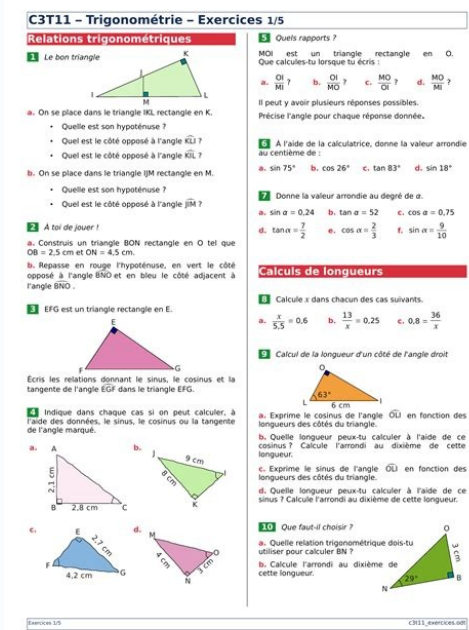 C3T11 – Trigonométrie – Exercices 1/5
Relations trigonométriques
1 Le bon triangle
K
J
I
M
L
a. On se place dans le triangle IKL rectangle en K.
• Quelle est son hypoténuse ?
• Quel est le côté opposé à l'angle KLI ?
• Quel est le côté opposé à l'angle KIL ?
b. On se place dans le triangle IJM rectangle en M.
• Quelle est son hypoténuse ?
• Quel est le côté opposé à l'angle JIM ?
2 À toi de jouer !
a. Construis un triangle BON rectangle en O tel que
OB = 2,5 cm et ON = 4,5 cm.
b. Repasse en rouge l'hypoténuse, en vert le côté
opposé à l'angle BNO et en bleu le côté adjacent à
l'angle BNO .
3 EFG est un triangle rectangle en E.
E
F
G
Écris les relations donnant le sinus, le cosinus et la
tangente de l'angle EGF dans le triangle EFG.
4 Indique dans chaque cas si on peut calculer, à
l'aide des données, le sinus, le cosinus ou la tangente
de l'angle marqué.
a.
A
2,1 cm
B
2,8 cm
C
b.
J
9 cm
I
8 cm
K
c.
E
2,7 cm
F
4,2 cm
G
d.
M
O
4 cm
3 cm
N
5 Quels rapports ?
MOI est un triangle rectangle en O.
Que calcules-tu lorsque tu écris :
a. OI/MI ? b. OI/MO ? c. MO/OI ? d. MO/MI ?
Il peut y avoir plusieurs réponses possibles.
Précise l'angle pour chaque réponse donnée.
6 À l'aide de la calculatrice, donne la valeur arrondie
au centième de :
a. sin 75° b. cos 26° c. tan 83° d. sin 18°
7 Donne la valeur arrondie au degré de α.
a. sin α = 0,24 b. tan α = 52 c. cos α = 0,75
d. tan α = 7/2 e. cos α = 2/3 f. sin α = 9/10
Calculs de longueurs
8 Calcule x dans chacun des cas suivants.
a. x/5,5 = 0,6 b. 13/x = 0,25 c. 0,8 = 36/x
9 Calcul de la longueur d'un côté de l'angle droit
O
63°
L
I
6 cm
a. Exprime le cosinus de l'angle OLI en fonction des
longueurs des côtés du triangle.
b. Quelle longueur peux-tu calculer à l'aide de ce
cosinus ? Calcule l'arrondi au dixième de cette
longueur.
c. Exprime le sinus de l'angle OLI en fonction des
longueurs des côtés du triangle.
d. Quelle longueur peux-tu calculer à l'aide de ce
sinus ? Calcule l'arrondi au dixième de cette longueur.
10 Que faut-il choisir ?
a. Quelle relation trigonométrique dois-tu
utiliser pour calculer BN ?
b. Calcule l'arrondi au dixième de
cette longueur.
O
3 cm
29°
B
N
Exercices 1/5
c3t11_exercices.odt